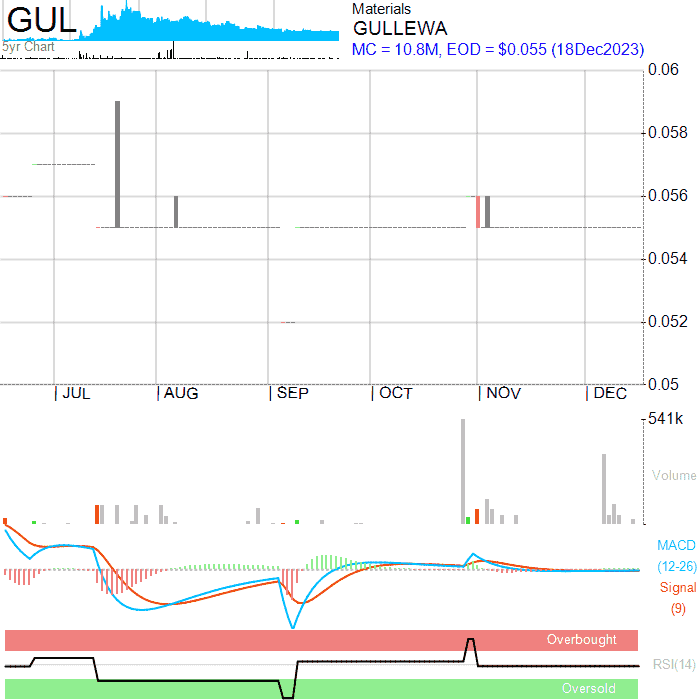 GUL
5yr Chart
Materials
GULLEWA
MC = 10.8M, EOD = $0.055 (18Dec2023)
0.06
0.058
0.056
0.054
0.052
0.05
JUL AUG SEP OCT NOV DEC
541k
Volume
MACD
(12-26)
Signal
(9)
Overbought
RSI(14)
Oversold